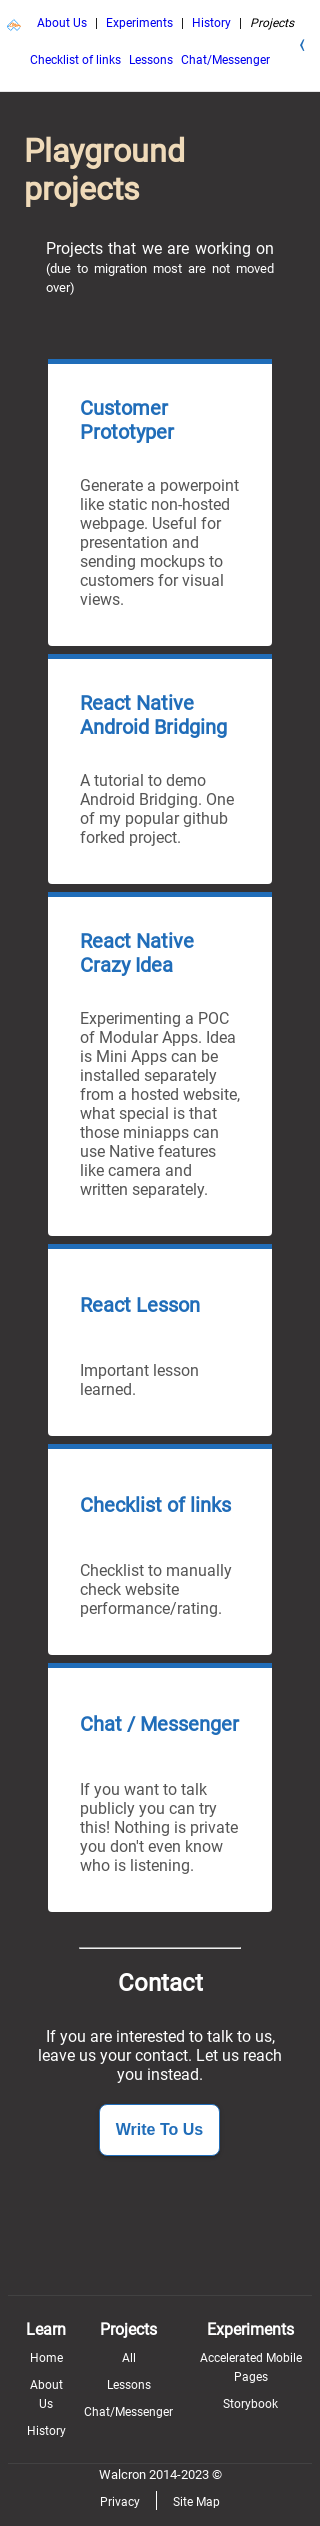 About Us | Experiments | History | Projects
Checklist of links Lessons Chat/Messenger
Playground
projects
Projects that we are working on
(due to migration most are not moved
over)
Customer
Prototyper
Generate a powerpoint
like static non-hosted
webpage. Useful for
presentation and
sending mockups to
customers for visual
views.
React Native
Android Bridging
A tutorial to demo
Android Bridging. One
of my popular github
forked project.
React Native
Crazy Idea
Experimenting a POC
of Modular Apps. Idea
is Mini Apps can be
installed separately
from a hosted website,
what special is that
those miniapps can
use Native features
like camera and
written separately.
React Lesson
Important lesson
learned.
Checklist of links
Checklist to manually
check website
performance/rating.
Chat / Messenger
If you want to talk
publicly you can try
this! Nothing is private
you don't even know
who is listening.
Contact
If you are interested to talk to us,
leave us your contact. Let us reach
you instead.
Write To Us
Learn
Home
About
Us
History
Projects
All
Lessons
Chat/Messenger
Experiments
Accelerated Mobile
Pages
Storybook
Walcron 2014-2023 ©
Privacy
Site Map